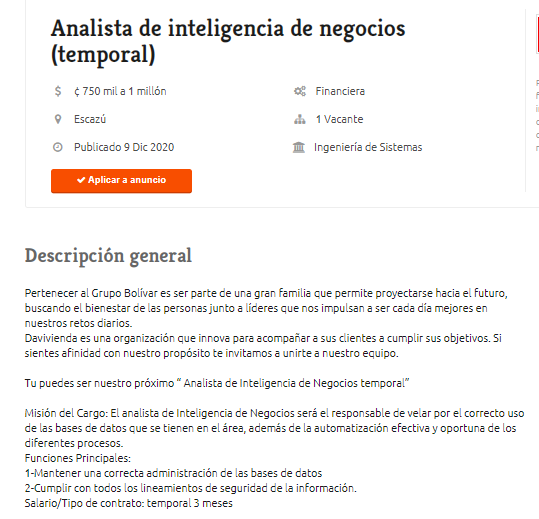 Analista de inteligencia de negocios
(temporal)
$ ₡ 750 mil a 1 millón
Financiera
Escazú
1 Vacante
Publicado 9 Dic 2020
Ingeniería de Sistemas
Aplicar a anuncio
Descripción general
Pertenecer al Grupo Bolívar es ser parte de una gran familia que permite proyectarse hacia el futuro,
buscando el bienestar de las personas junto a líderes que nos impulsan a ser cada día mejores en
nuestros retos diarios.
Davivienda es una organización que innova para acompañar a sus clientes a cumplir sus objetivos. Si
sientes afinidad con nuestro propósito te invitamos a unirte a nuestro equipo.
Tu puedes ser nuestro próximo “ Analista de Inteligencia de Negocios temporal”
Misión del Cargo: El analista de Inteligencia de Negocios será el responsable de velar por el correcto uso
de las bases de datos que se tienen en el área, además de la automatización efectiva y oportuna de los
diferentes procesos.
Funciones Principales:
1-Mantener una correcta administración de las bases de datos
2-Cumplir con todos los lineamientos de seguridad de la información.
Salario/Tipo de contrato: temporal 3 meses